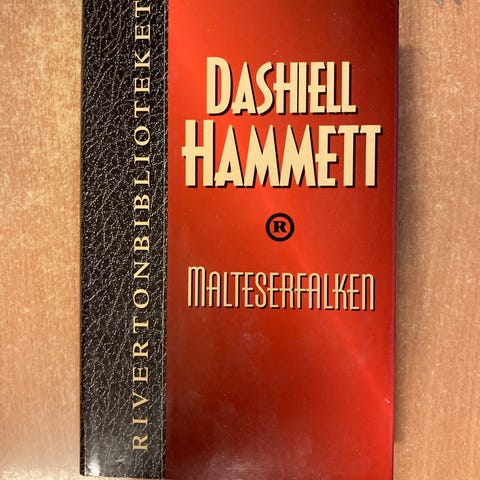 RIVERTONBIBLIOTEKET
DASHIELL
HAMMETT
R
MALTESERFALKEN